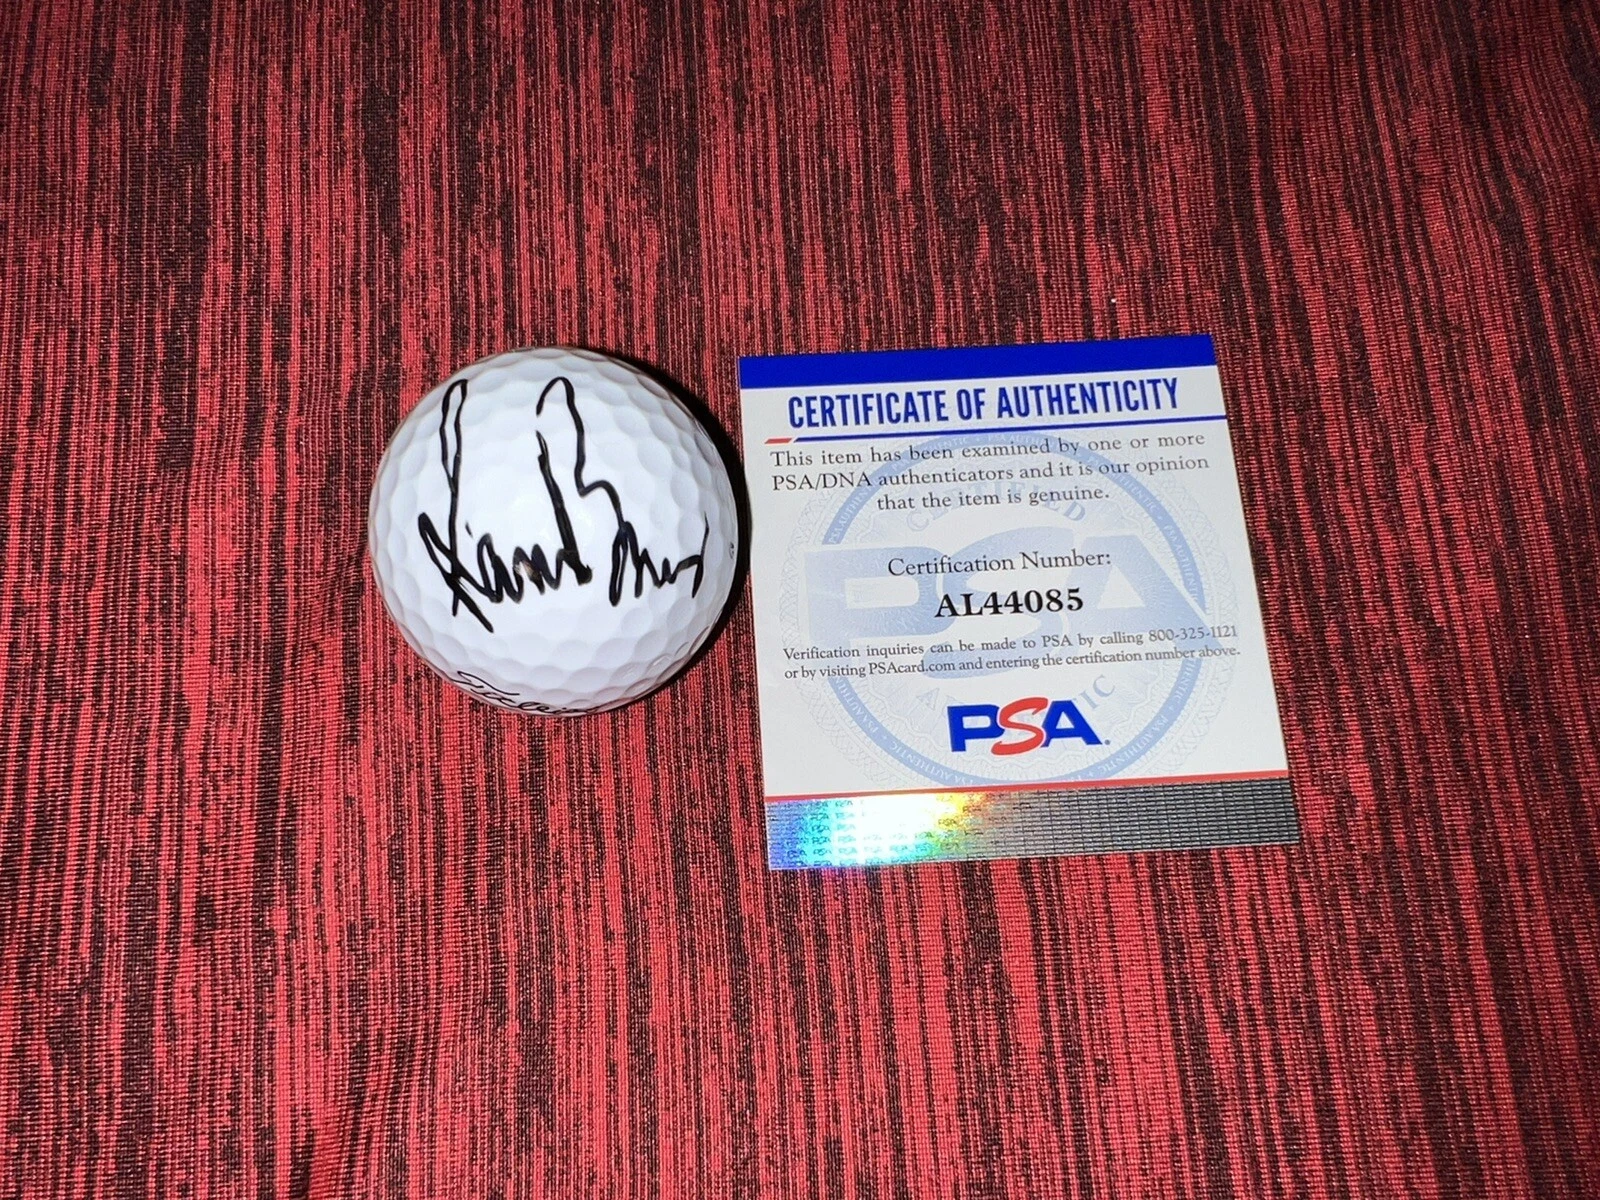 CERTIFICATE OF AUTHENTICITY
This item has been examined by one or more
PSA/DNA authenticators and it is our opinion
that the item is genuine.
Certification Number:
AL44085
Verification inquiries can be made to PSA by calling 800-325-1121
or by visiting PSAcard.com and entering the certification number above.
PSA